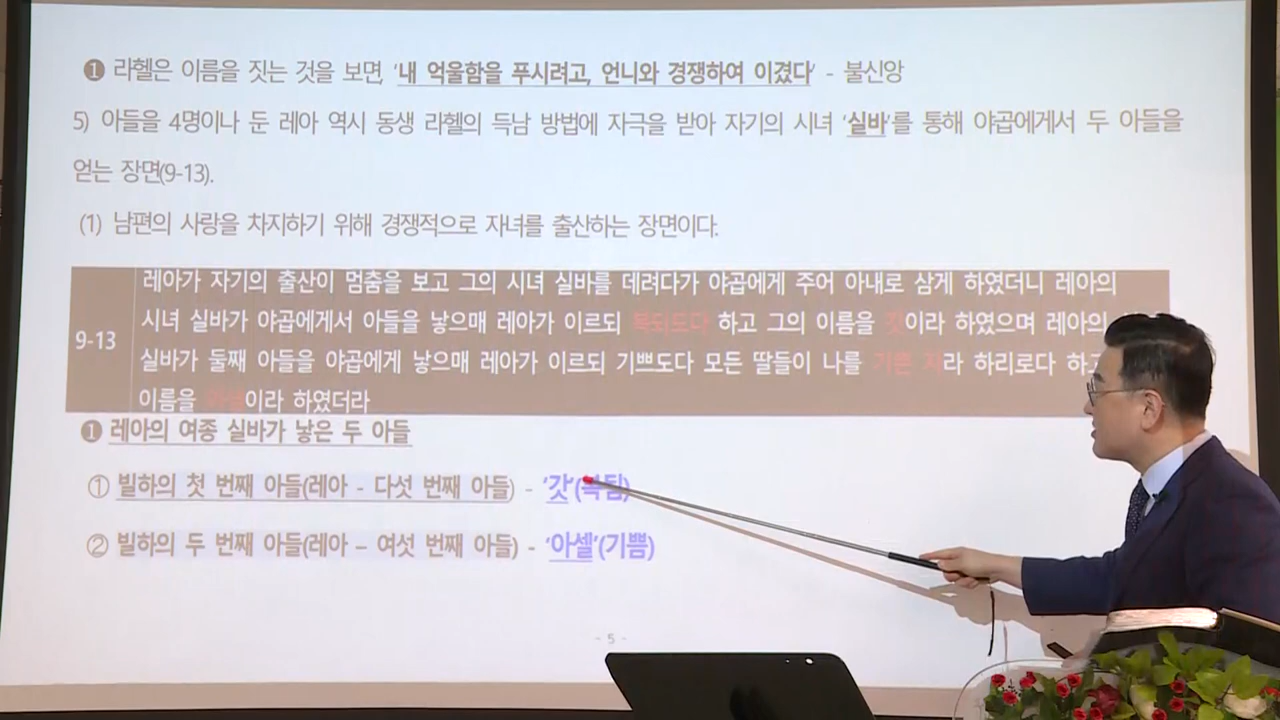 ❶ 라헬은 이름을 짓는 것을 보면, '내 억울함을 푸시려고, 언니와 경쟁하여 이겼다' - 불신앙
5) 아들을 4명이나 둔 레아 역시 동생 라헬의 득남 방법에 자극을 받아 자기의 시녀 '실바'를 통해 야곱에게서 두 아들을
얻는 장면(9-13).
(1) 남편의 사랑을 차지하기 위해 경쟁적으로 자녀를 출산하는 장면이다.
레아가 자기의 출산이 멈춤을 보고 그의 시녀 실바를 데려다가 야곱에게 주어 아내로 삼게 하였더니 레아의
9-13
시녀 실바가 야곱에게서 아들을 낳으매 레아가 이르되 복되도다 하고 그의 이름을 갓이라 하였으며 레아의
실바가 둘째 아들을 야곱에게 낳으매 레아가 이르되 기쁘도다 모든 딸들이 나를 기쁜 자라 하리로다 하고
이름을 아셀이라 하였더라
❶ 레아의 여종 실바가 낳은 두 아들
① 빌하의 첫 번째 아들(레아 - 다섯 번째 아들) - '갓'(복됨)
② 빌하의 두 번째 아들(레아 – 여섯 번째 아들) - '아셀'(기쁨)
- 5 -